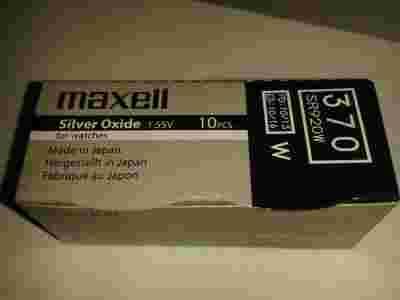 maxell
Silver Oxide 1.55V 10PCS
for watches
Made in Japan
Hergestellt in Japan
Fabriqué au Japon
370
SR920W
W